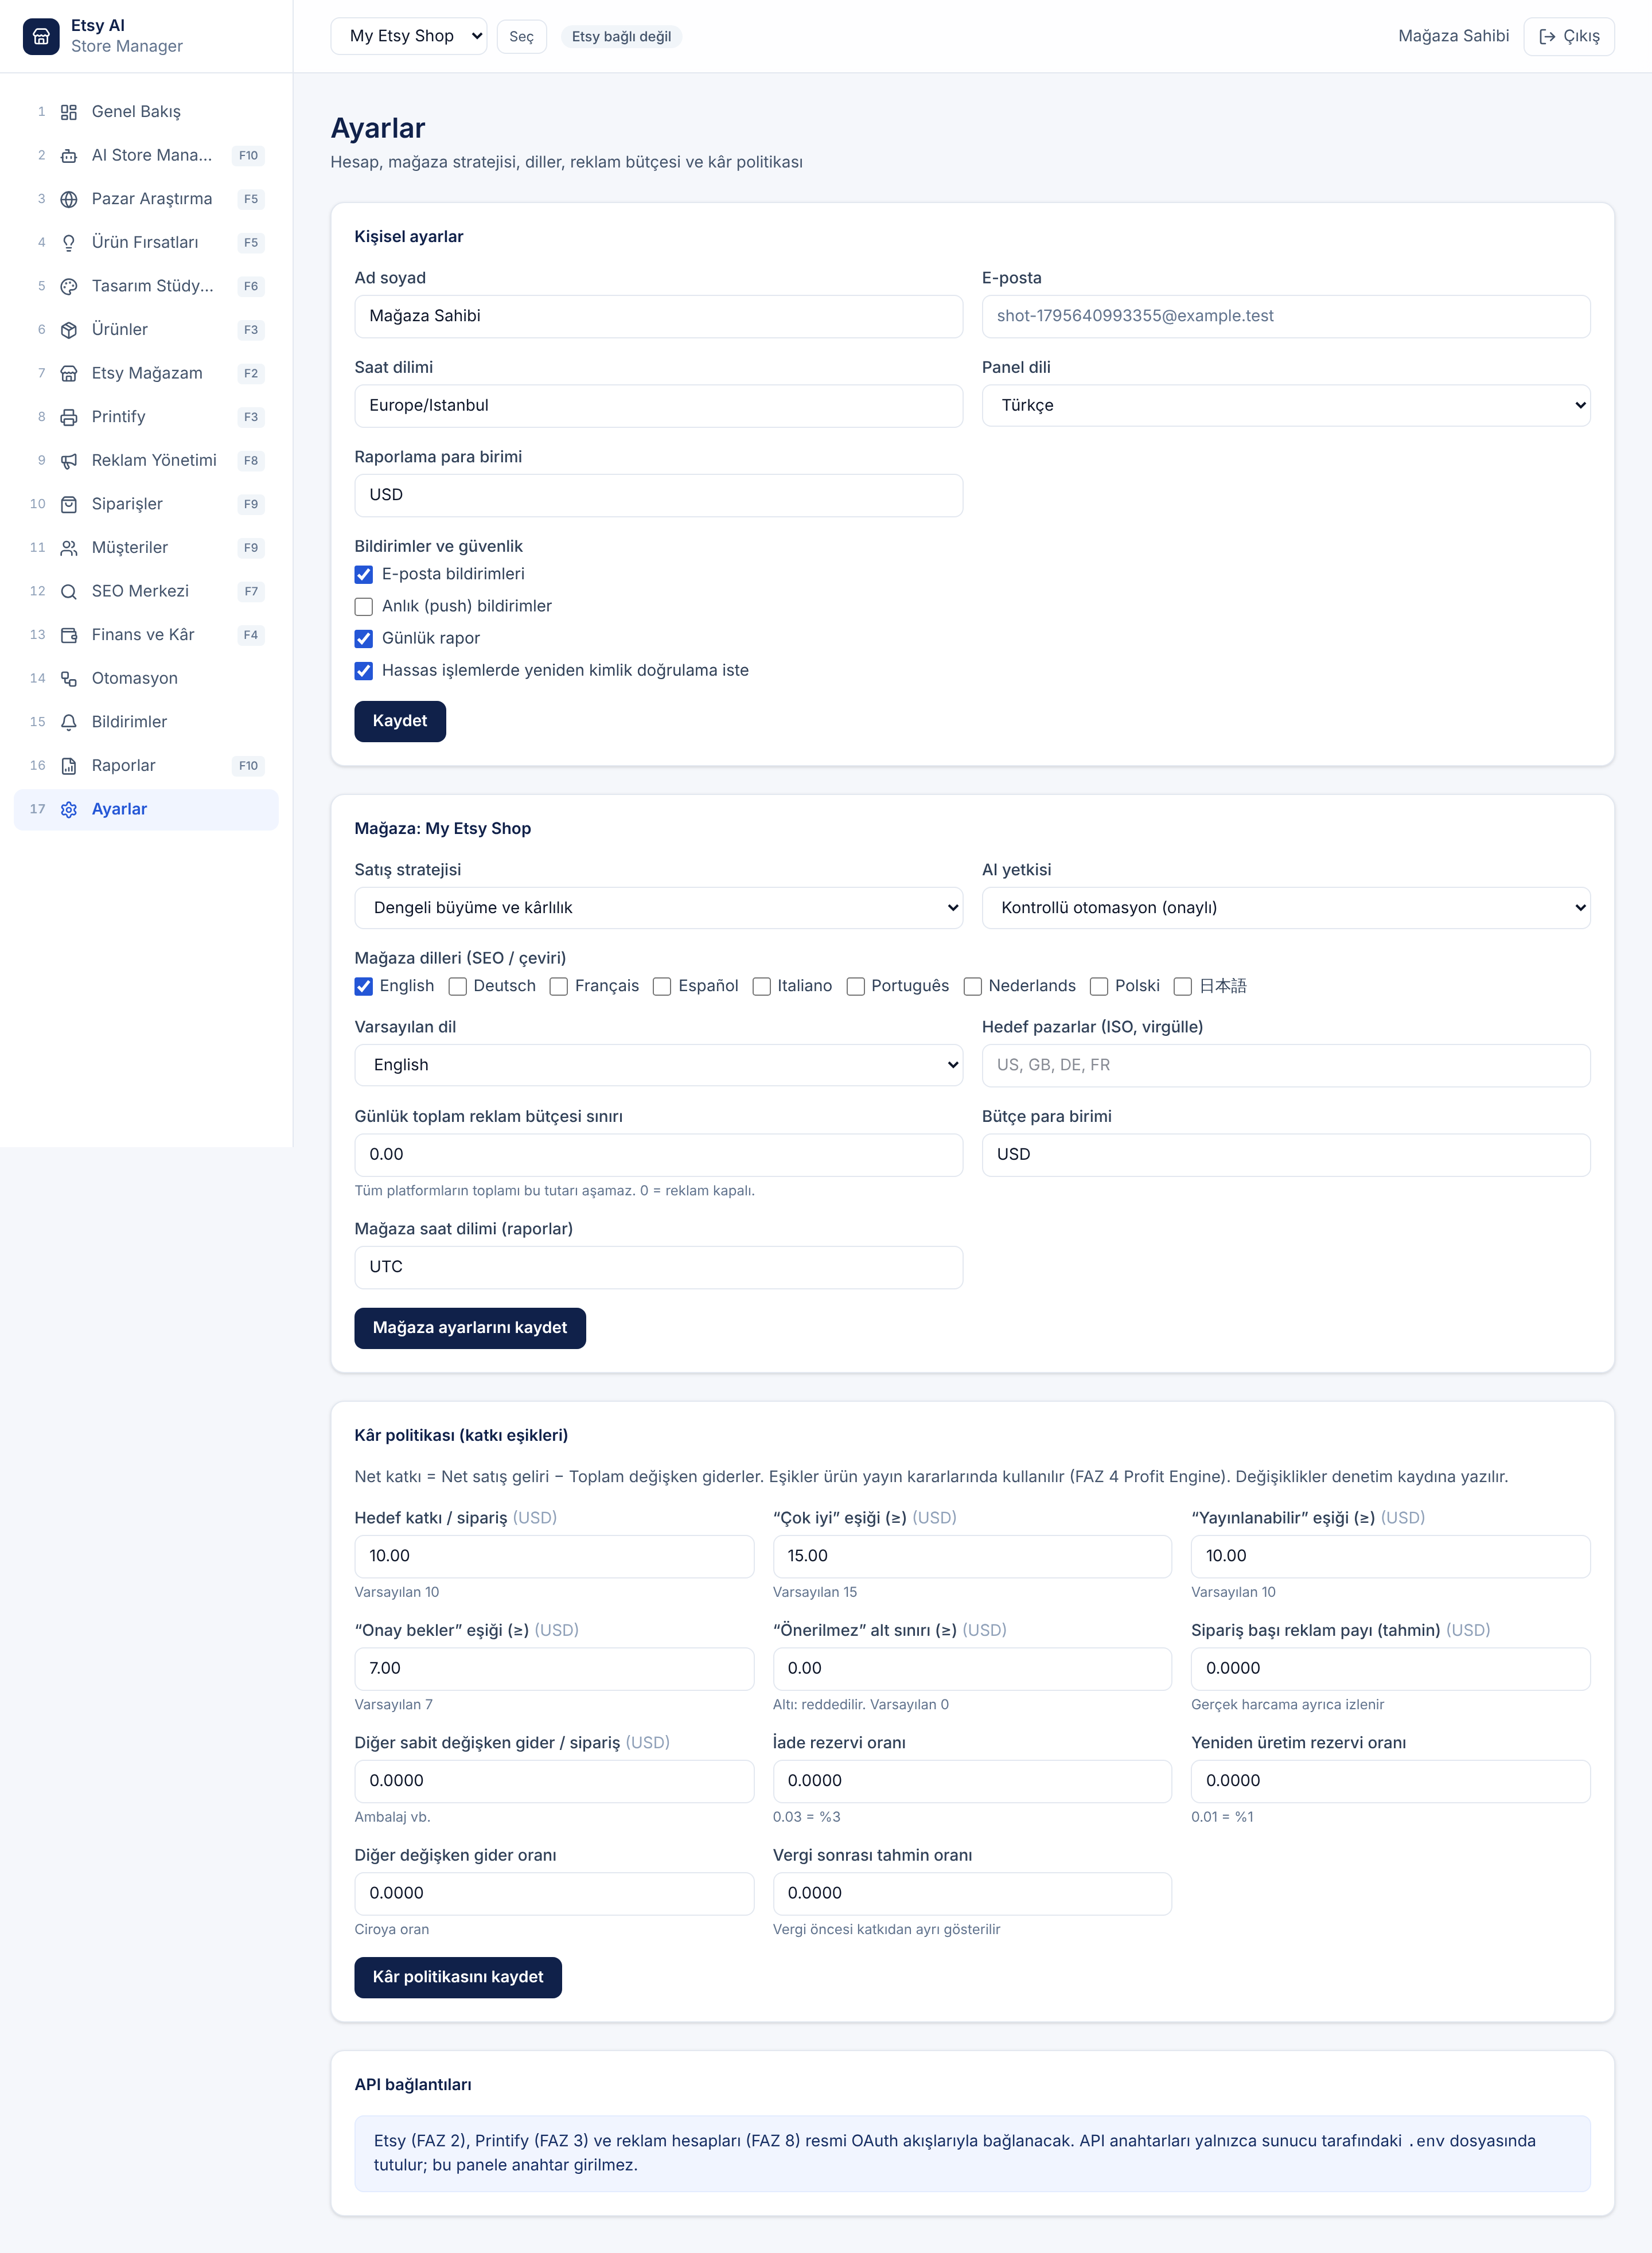 Etsy AI
Store Manager
My Etsy Shop
Seç
Etsy bağlı değil
Mağaza Sahibi
Çıkış
1 Genel Bakış
2 AI Store Mana... F10
3 Pazar Araştırma F5
4 Ürün Fırsatları F5
5 Tasarım Stüdy... F6
6 Ürünler F3
7 Etsy Mağazam F2
8 Printify F3
9 Reklam Yönetimi F8
10 Siparişler F9
11 Müşteriler F9
12 SEO Merkezi F7
13 Finans ve Kâr F4
14 Otomasyon
15 Bildirimler
16 Raporlar F10
17 Ayarlar
Ayarlar
Hesap, mağaza stratejisi, diller, reklam bütçesi ve kâr politikası
Kişisel ayarlar
Ad soyad
Mağaza Sahibi
E-posta
shot-1795640993355@example.test
Saat dilimi
Europe/Istanbul
Panel dili
Türkçe
Raporlama para birimi
USD
Bildirimler ve güvenlik
E-posta bildirimleri
Anlık (push) bildirimler
Günlük rapor
Hassas işlemlerde yeniden kimlik doğrulama iste
Kaydet
Mağaza: My Etsy Shop
Satış stratejisi
Dengeli büyüme ve kârlılık
AI yetkisi
Kontrollü otomasyon (onaylı)
Mağaza dilleri (SEO / çeviri)
English Deutsch Français Español Italiano Português Nederlands Polski 日本語
Varsayılan dil
English
Hedef pazarlar (ISO, virgülle)
US, GB, DE, FR
Günlük toplam reklam bütçesi sınırı
0.00
Tüm platformların toplamı bu tutarı aşamaz. 0 = reklam kapalı.
Bütçe para birimi
USD
Mağaza saat dilimi (raporlar)
UTC
Mağaza ayarlarını kaydet
Kâr politikası (katkı eşikleri)
Net katkı = Net satış geliri − Toplam değişken giderler. Eşikler ürün yayın kararlarında kullanılır (FAZ 4 Profit Engine). Değişiklikler denetim kaydına yazılır.
Hedef katkı / sipariş (USD)
10.00
Varsayılan 10
“Çok iyi” eşiği (≥) (USD)
15.00
Varsayılan 15
“Yayınlanabilir” eşiği (≥) (USD)
10.00
Varsayılan 10
“Onay bekler” eşiği (≥) (USD)
7.00
Varsayılan 7
“Önerilmez” alt sınırı (≥) (USD)
0.00
Altı: reddedilir. Varsayılan 0
Sipariş başı reklam payı (tahmin) (USD)
0.0000
Gerçek harcama ayrıca izlenir
Diğer sabit değişken gider / sipariş (USD)
0.0000
Ambalaj vb.
İade rezervi oranı
0.0000
0.03 = %3
Yeniden üretim rezervi oranı
0.0000
0.01 = %1
Diğer değişken gider oranı
0.0000
Ciroya oran
Vergi sonrası tahmin oranı
0.0000
Vergi öncesi katkıdan ayrı gösterilir
Kâr politikasını kaydet
API bağlantıları
Etsy (FAZ 2), Printify (FAZ 3) ve reklam hesapları (FAZ 8) resmi OAuth akışlarıyla bağlanacak. API anahtarları yalnızca sunucu tarafındaki .env dosyasında
tutulur; bu panele anahtar girilmez.